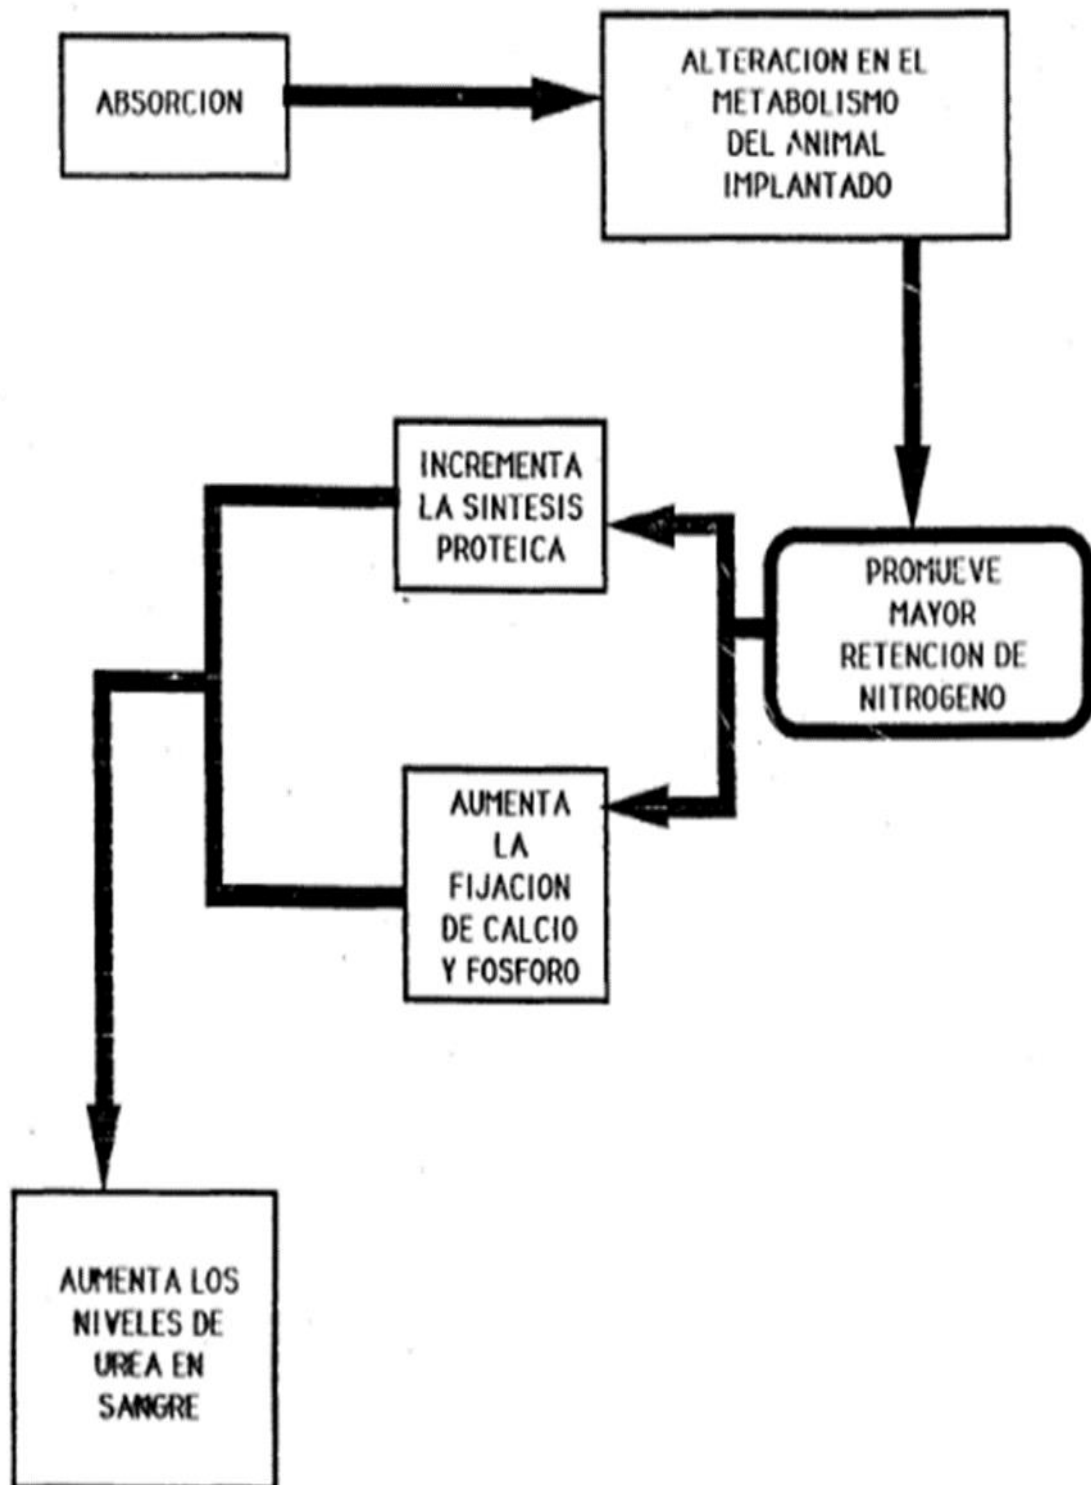 ABSORCION
ALTERACION EN EL
METABOLISMO
DEL ANIMAL
IMPLANTADO
INCREMENTA
LA SINTESIS
PROTEICA
PROMUEVE
MAYOR
RETENCION DE
NITROGENO
AUMENTA
LA
FIJACION
DE CALCIO
Y FOSFORO
AUMENTA LOS
NIVELES DE
UREA EN
SANGRE